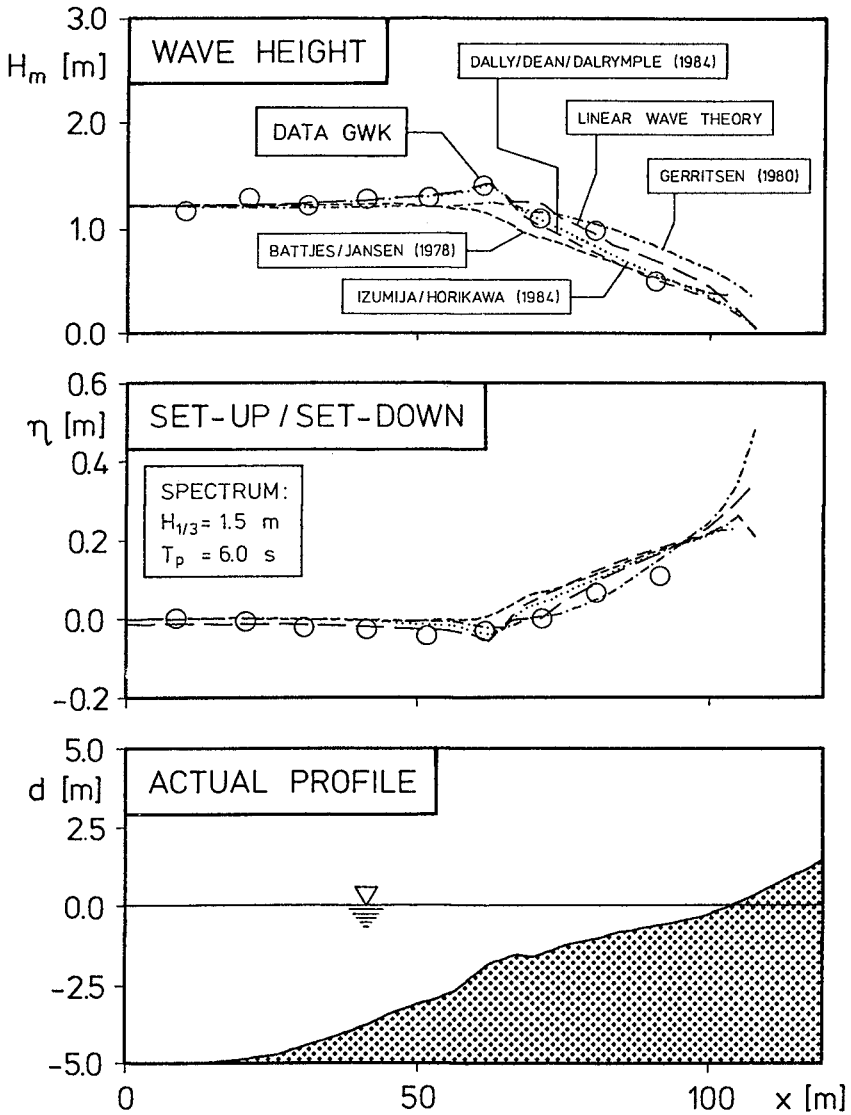 3.0
WAVE HEIGHT
Hm [m]
2.0
1.0
0.0
DALLY/DEAN/DALRYMPLE (1984)
LINEAR WAVE THEORY
DATA GWK
GERRITSEN (1980)
BATTJES/JANSEN (1978)
IZUMIJA/HORIKAWA (1984)
0.6
SET-UP / SET-DOWN
η [m]
0.4
0.2
0.0
-0.2
SPECTRUM:
H1/3 = 1.5 m
Tp = 6.0 s
5.0
ACTUAL PROFILE
d [m]
2.5
0.0
-2.5
-5.0
0
50
100
x [m]